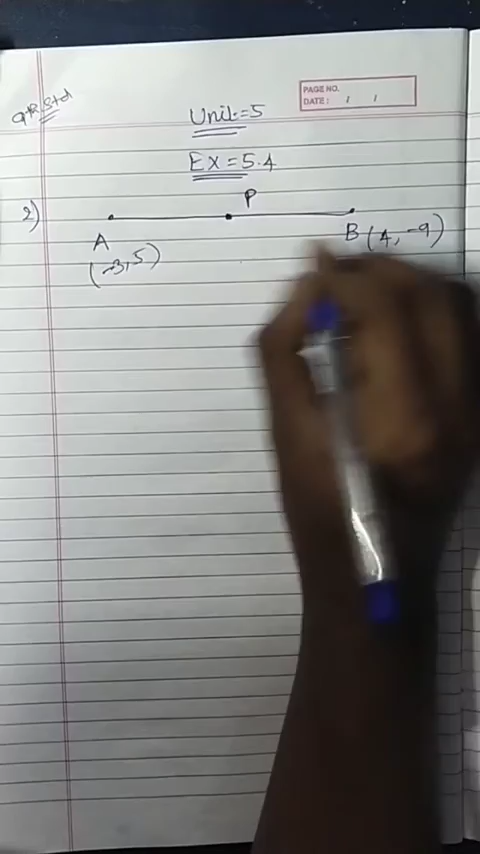 9th Std
PAGE NO.
DATE : / /
Unit=5
Ex = 5.4
P
2)
A
B (4, -9)
(-3, 5)